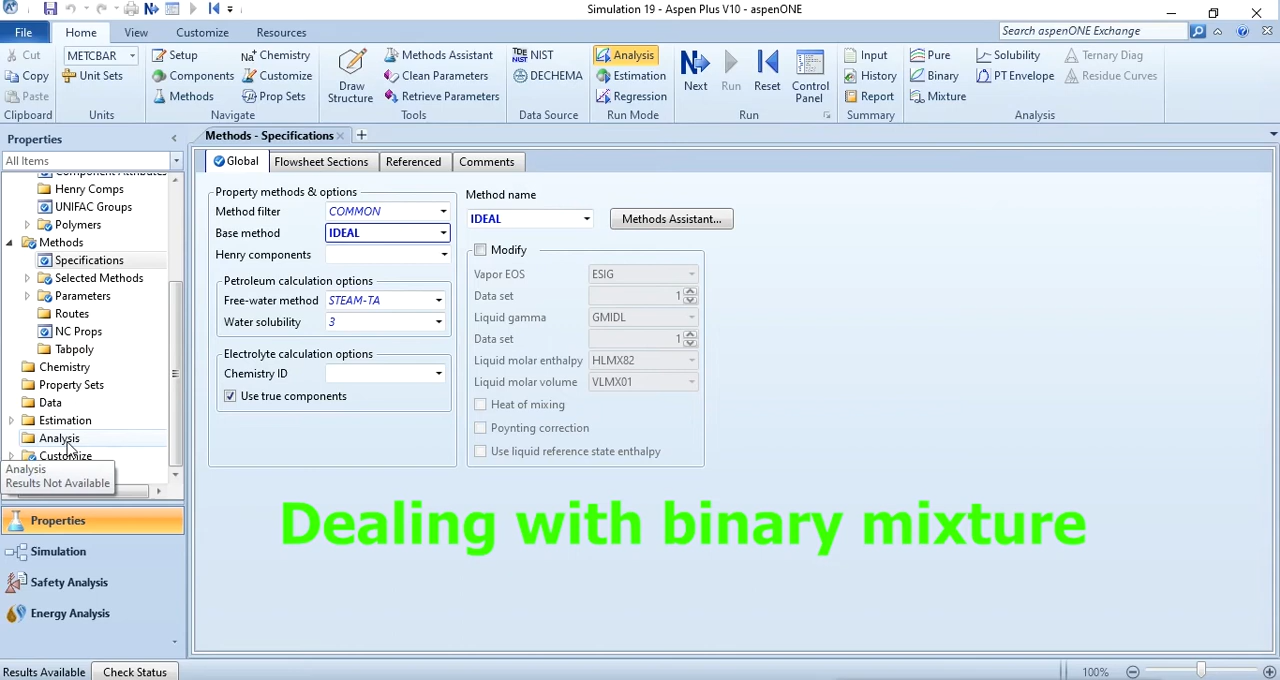 Simulation 19 - Aspen Plus V10 - aspenONE
File
Home
View
Customize
Resources
Search aspenONE Exchange
Cut
Copy
Paste
Clipboard
METCBAR
Unit Sets
Units
Setup
Components
Methods
Chemistry
Customize
Prop Sets
Navigate
Draw
Structure
Methods Assistant
Clean Parameters
Retrieve Parameters
Tools
NIST
DECHEMA
Data Source
Analysis
Estimation
Regression
Run Mode
Next
Run
Reset
Control
Panel
Run
Input
History
Report
Summary
Pure
Binary
Mixture
Solubility
PT Envelope
Ternary Diag
Residue Curves
Analysis
Properties
All Items
Component Attributes
Henry Comps
UNIFAC Groups
Polymers
Methods
Specifications
Selected Methods
Parameters
Routes
NC Props
Tabpoly
Chemistry
Property Sets
Data
Estimation
Analysis
Customize
Analysis
Results Not Available
Properties
Simulation
Safety Analysis
Energy Analysis
Methods - Specifications
Global
Flowsheet Sections
Referenced
Comments
Property methods & options
Method filter COMMON
Base method IDEAL
Henry components
Petroleum calculation options
Free-water method STEAM-TA
Water solubility 3
Electrolyte calculation options
Chemistry ID
Use true components
Method name
IDEAL
Methods Assistant...
Modify
Vapor EOS ESIG
Data set 1
Liquid gamma GMIDL
Data set 1
Liquid molar enthalpy HLMX82
Liquid molar volume VLMX01
Heat of mixing
Poynting correction
Use liquid reference state enthalpy
Dealing with binary mixture
Results Available
Check Status
100%